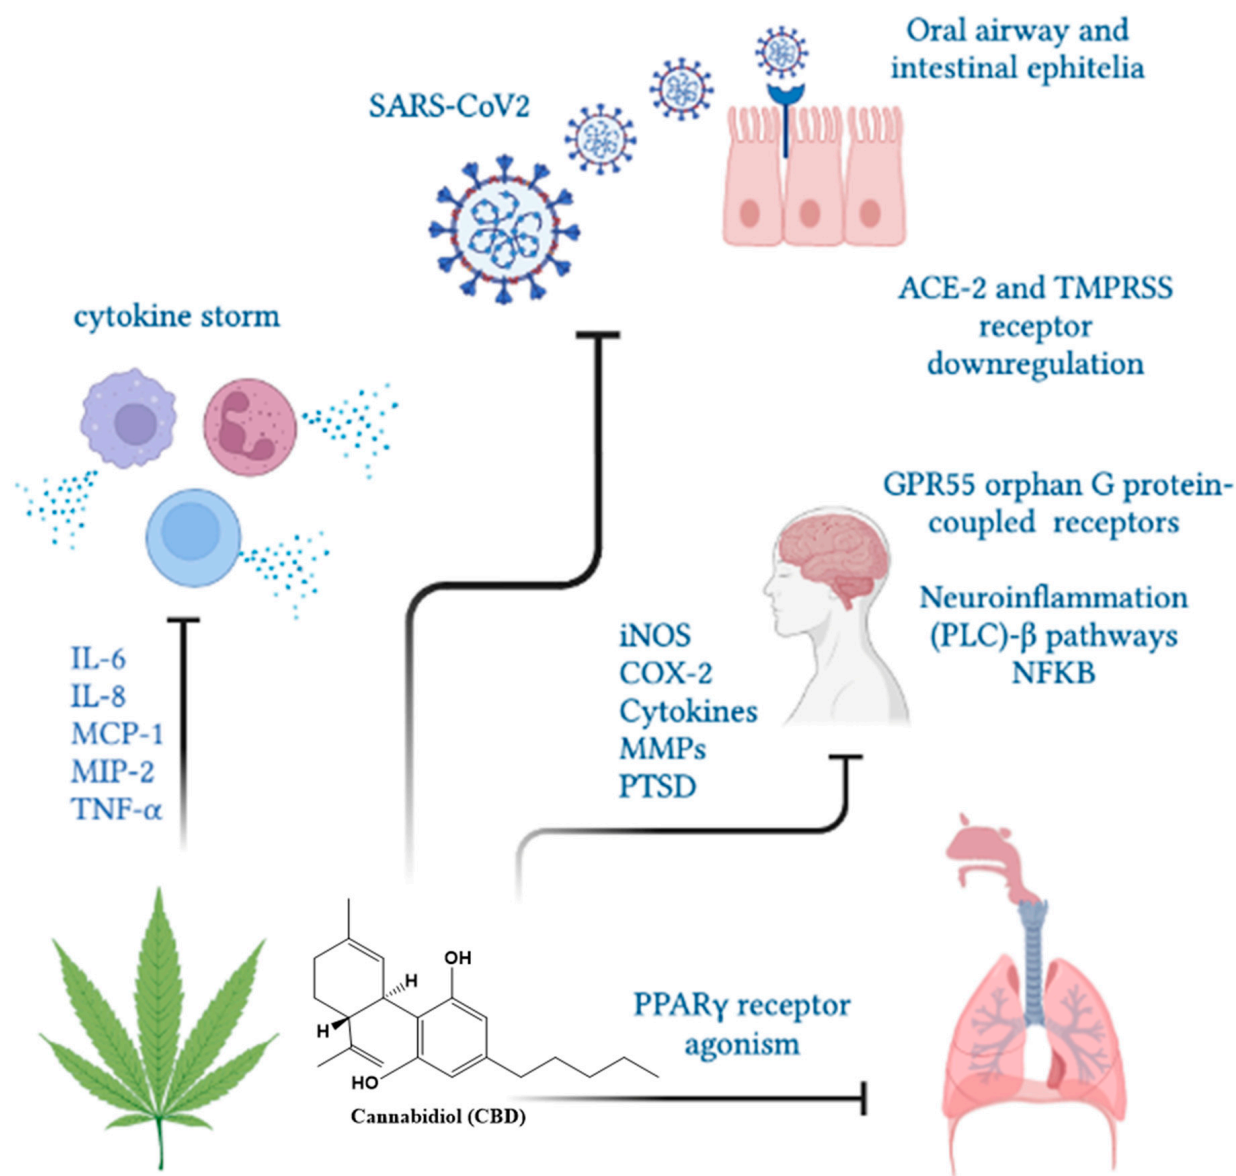 Oral airway and
intestinal ephitelia
SARS-CoV2
ACE-2 and TMPRSS
receptor
downregulation
cytokine storm
GPR55 orphan G protein-
coupled receptors
Neuroinflammation
(PLC)-β pathways
NFKB
iNOS
COX-2
Cytokines
MMPs
PTSD
IL-6
IL-8
MCP-1
MIP-2
TNF-α
OH
H
H
HO
Cannabidiol (CBD)
PPARγ receptor
agonism